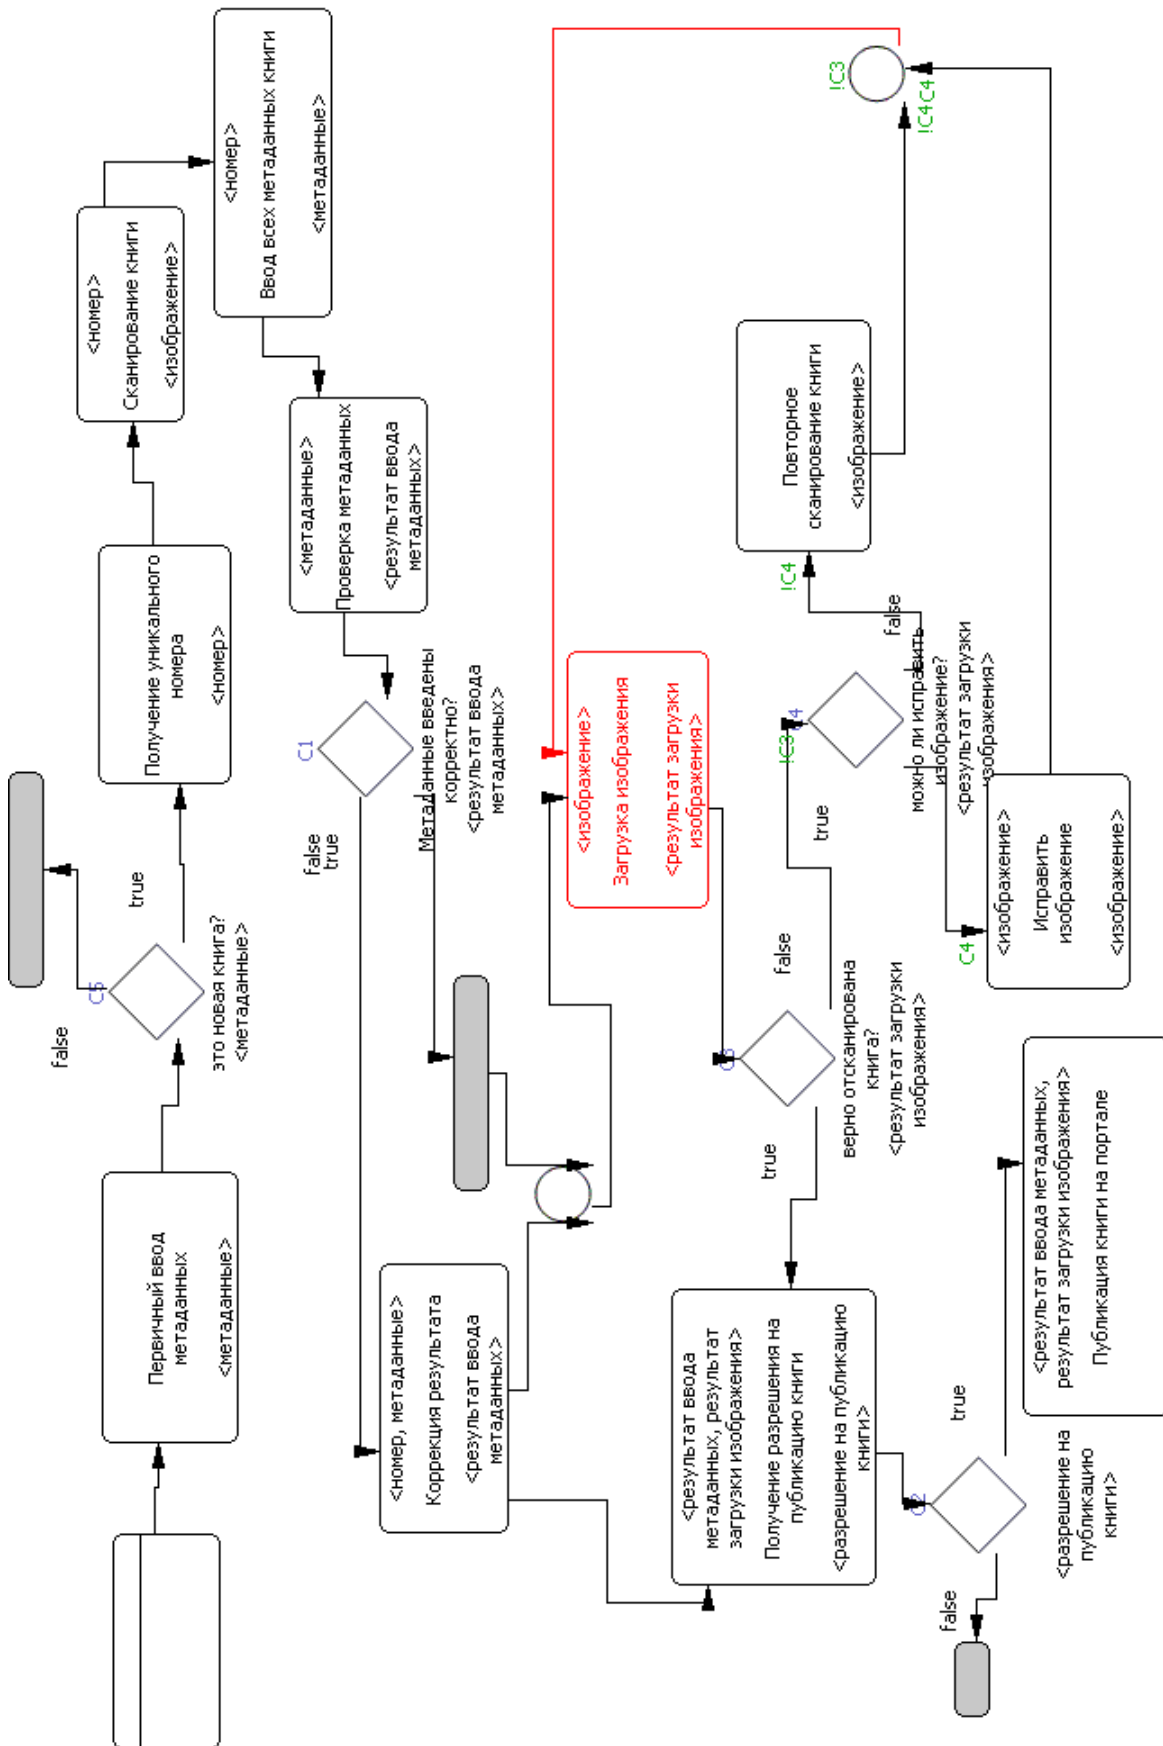 Первичный ввод
метаданных
<метаданные>
false
C5
true
это новая книга?
<метаданные>
Получение уникального
номера
<номер>
<номер>
Сканирование книги
<изображение>
<номер>
Ввод всех метаданных книги
<метаданные>
<метаданные>
Проверка метаданных
<результат ввода
метаданных>
C1
false
true
Метаданные введены
корректно?
<результат ввода
метаданных>
<номер, метаданные>
Коррекция результата
<результат ввода
метаданных>
<изображение>
Загрузка изображения
<результат загрузки
изображения>
false
true
верно отсканирована
книга?
<результат загрузки
изображения>
!C3
true
false
можно ли исправить
изображение?
<результат загрузки
изображения>
!C4
Повторное
сканирование книги
<изображение>
C4
<изображение>
Исправить
изображение
<изображение>
!C3
!C4
C4
<результат ввода
метаданных, результат
загрузки изображения>
Получение разрешения на
публикацию книги
<разрешение на публикацию
книги>
false
true
<разрешение на
публикацию
книги>
<результат ввода метаданных,
результат загрузки изображения>
Публикация книги на портале